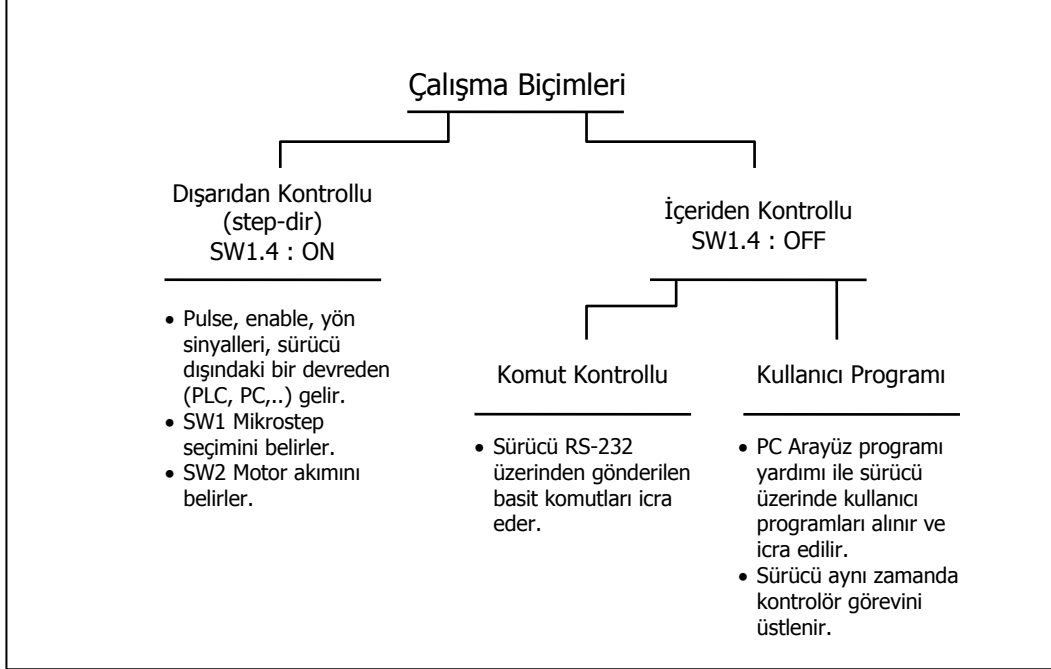 Çalışma Biçimleri
Dışarıdan Kontrollu
(step-dir)
SW1.4 : ON
• Pulse, enable, yön
sinyalleri, sürücü
dışındaki bir devreden
(PLC, PC,..) gelir.
• SW1 Mikrostep
seçimini belirler.
• SW2 Motor akımını
belirler.
İçeriden Kontrollu
SW1.4 : OFF
Komut Kontrollu
• Sürücü RS-232
üzerinden gönderilen
basit komutları icra
eder.
Kullanıcı Programı
• PC Arayüz programı
yardımı ile sürücü
üzerinde kullanıcı
programları alınır ve
icra edilir.
• Sürücü aynı zamanda
kontrolör görevini
üstlenir.